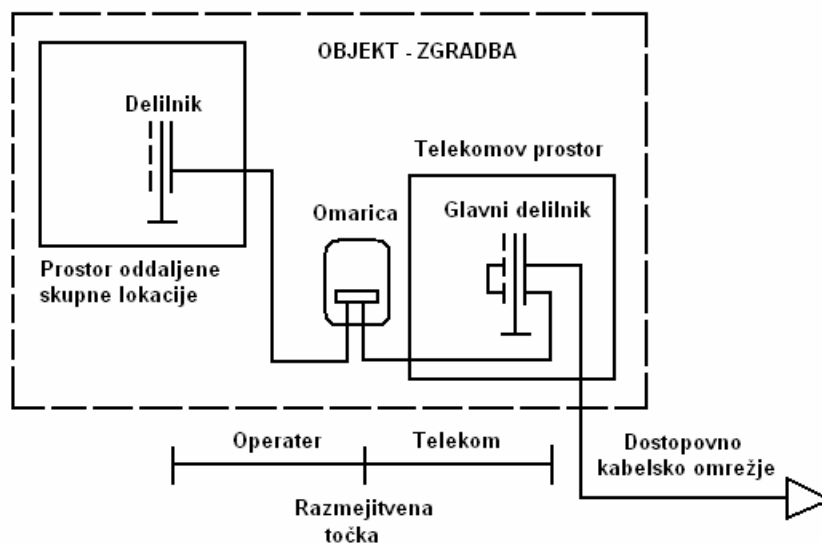 OBJEKT - ZGRADBA
Delilnik
Telekomov prostor
Omarica
Glavni delilnik
Prostor oddaljene
skupne lokacije
Operater
Telekom
Dostopovno
kabelsko omrežje
Razmejitvena
točka